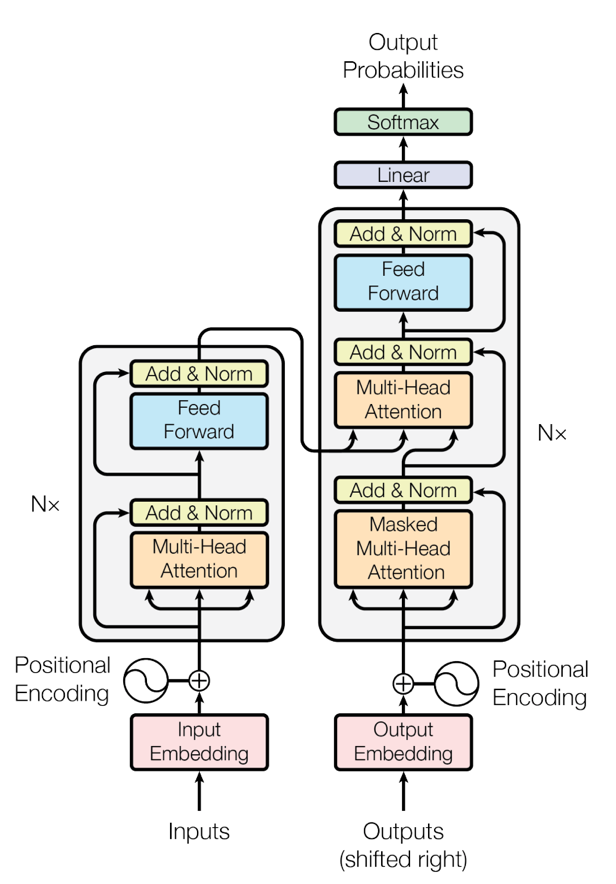 Output
Probabilities
Softmax
Linear
Add & Norm
Feed
Forward
Add & Norm
Multi-Head
Attention
Add & Norm
Masked
Multi-Head
Attention
Nx
Add & Norm
Feed
Forward
Add & Norm
Multi-Head
Attention
Nx
Positional
Encoding
Positional
Encoding
Input
Embedding
Output
Embedding
Inputs
Outputs
(shifted right)